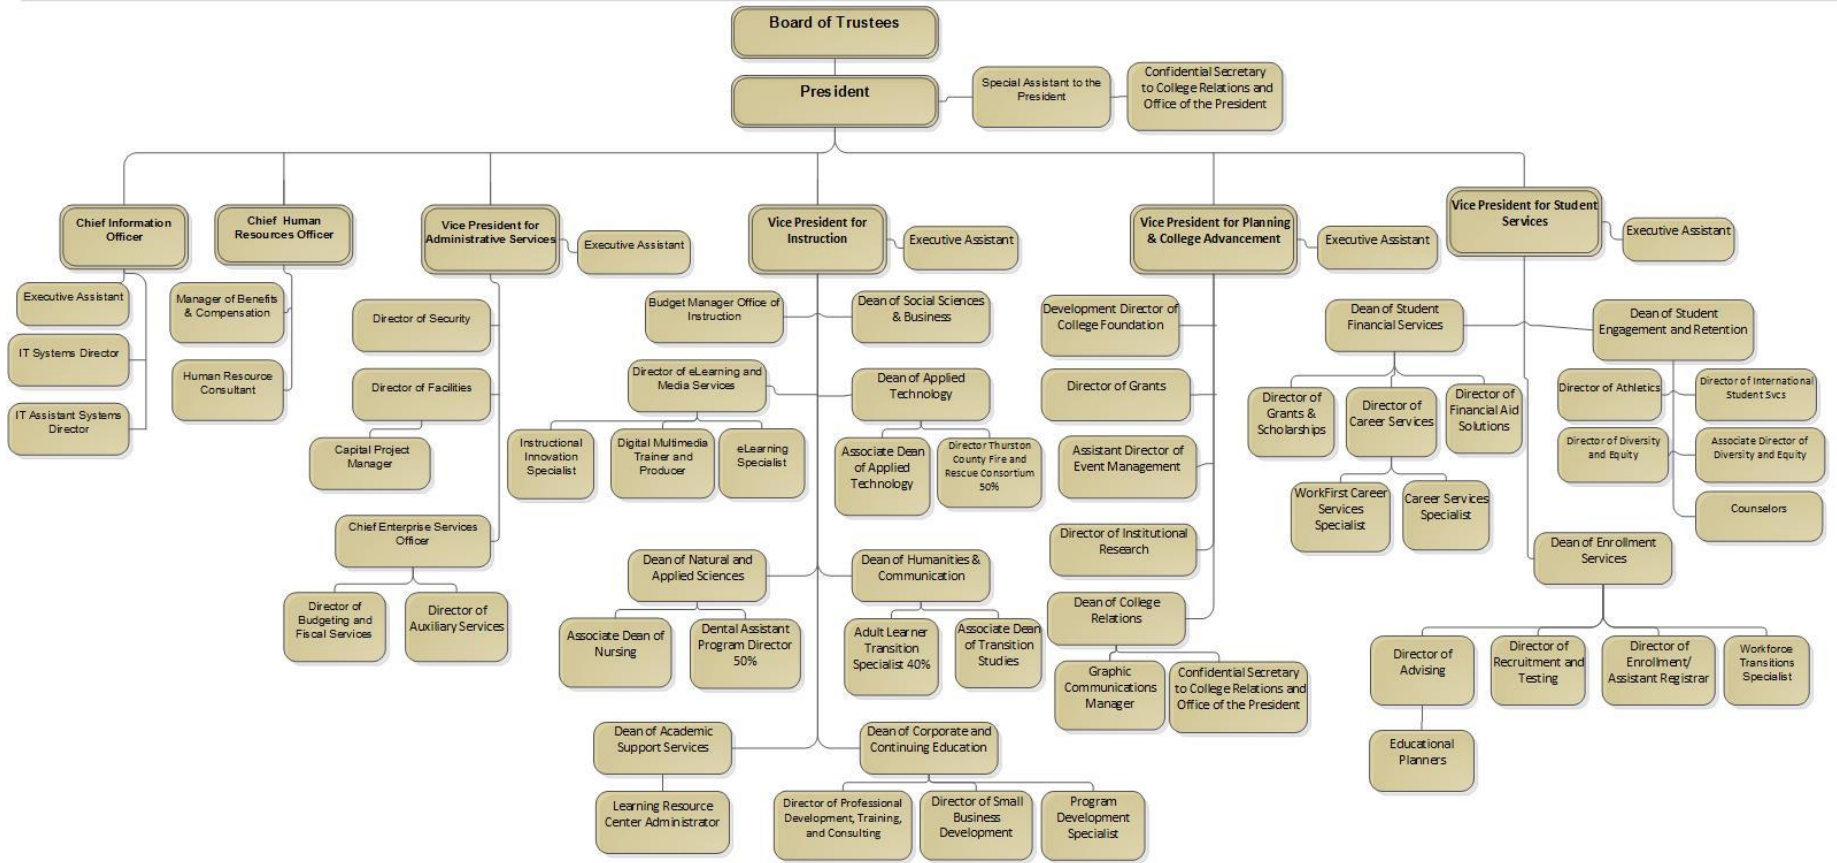 Board of Trustees
President
Special Assistant to the
President
Confidential Secretary
to College Relations and
Office of the President
Chief Information
Officer
Chief Human
Resources Officer
Vice President for
Administrative Services
Executive Assistant
Vice President for
Instruction
Executive Assistant
Vice President for Planning
& College Advancement
Executive Assistant
Vice President for Student
Services
Executive Assistant
Executive Assistant
IT Systems Director
IT Assistant Systems
Director
Manager of Benefits
& Compensation
Human Resource
Consultant
Director of Security
Director of Facilities
Capital Project
Manager
Chief Enterprise Services
Officer
Director of
Budgeting and
Fiscal Services
Director of
Auxiliary Services
Budget Manager Office of
Instruction
Dean of Social Sciences
& Business
Director of eLearning and
Media Services
Dean of Applied
Technology
Instructional
Innovation
Specialist
Digital Multimedia
Trainer and
Producer
eLearning
Specialist
Associate Dean
of Applied
Technology
Director Thurston
County Fire and
Rescue Consortium
50%
Dean of Natural and
Applied Sciences
Dean of Humanities &
Communication
Associate Dean of
Nursing
Dental Assistant
Program Director
50%
Adult Learner
Transition
Specialist 40%
Associate Dean
of Transition
Studies
Dean of Academic
Support Services
Dean of Corporate and
Continuing Education
Learning Resource
Center Administrator
Director of Professional
Development, Training,
and Consulting
Director of Small
Business
Development
Program
Development
Specialist
Development Director of
College Foundation
Director of Grants
Assistant Director of
Event Management
Director of Institutional
Research
Dean of College
Relations
Graphic
Communications
Manager
Confidential Secretary
to College Relations and
Office of the President
Dean of Student
Financial Services
Dean of Student
Engagement and Retention
Director of
Grants &
Scholarships
Director of
Career Services
Director of
Financial Aid
Solutions
WorkFirst Career
Services
Specialist
Career Services
Specialist
Director of Athletics
Director of International
Student Svcs
Director of Diversity
and Equity
Associate Director of
Diversity and Equity
Counselors
Dean of Enrollment
Services
Director of
Advising
Director of
Recruitment and
Testing
Director of
Enrollment/
Assistant Registrar
Workforce
Transitions
Specialist
Educational
Planners